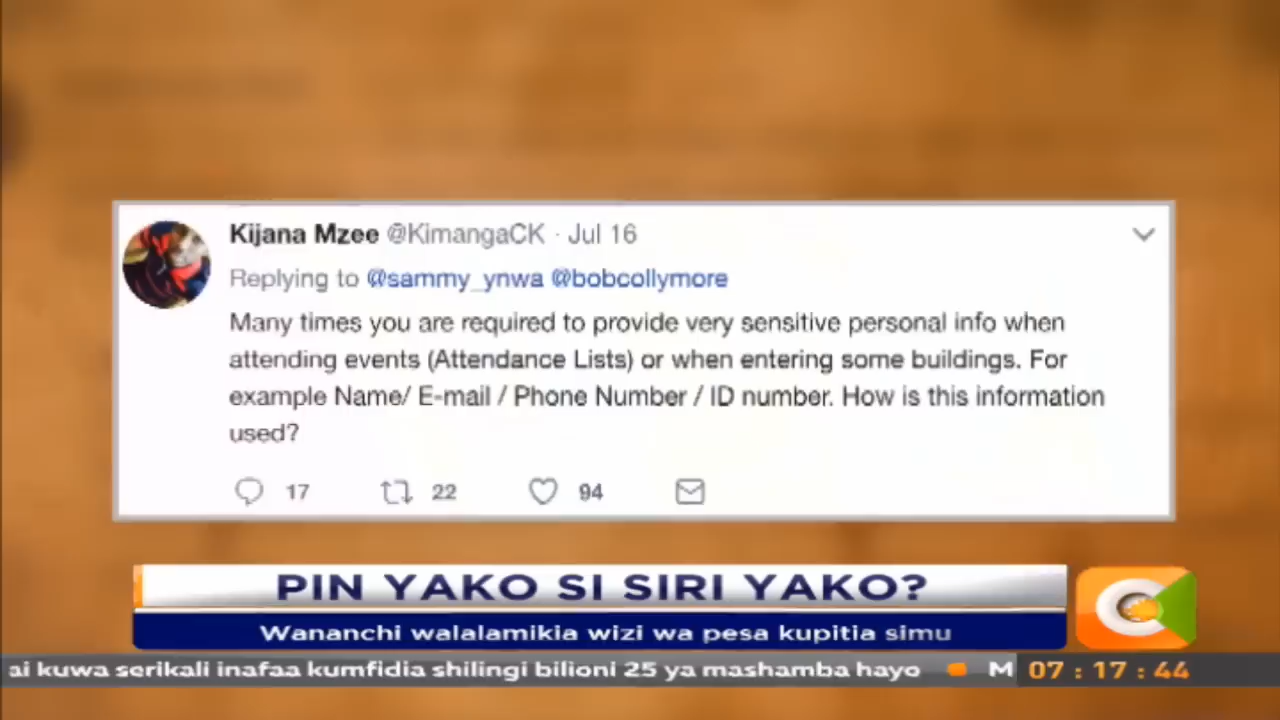 Kijana Mzee @KimangaCK · Jul 16
Replying to @sammy_ynwa @bobcollymore
Many times you are required to provide very sensitive personal info when
attending events (Attendance Lists) or when entering some buildings. For
example Name/ E-mail / Phone Number / ID number. How is this information
used?
17 22 94
PIN YAKO SI SIRI YAKO?
Wananchi walalamikia wizi wa pesa kupitia simu
ai kuwa serikali inafaa kumfidia shilingi bilioni 25 ya mashamba hayo M 07 : 17 : 44